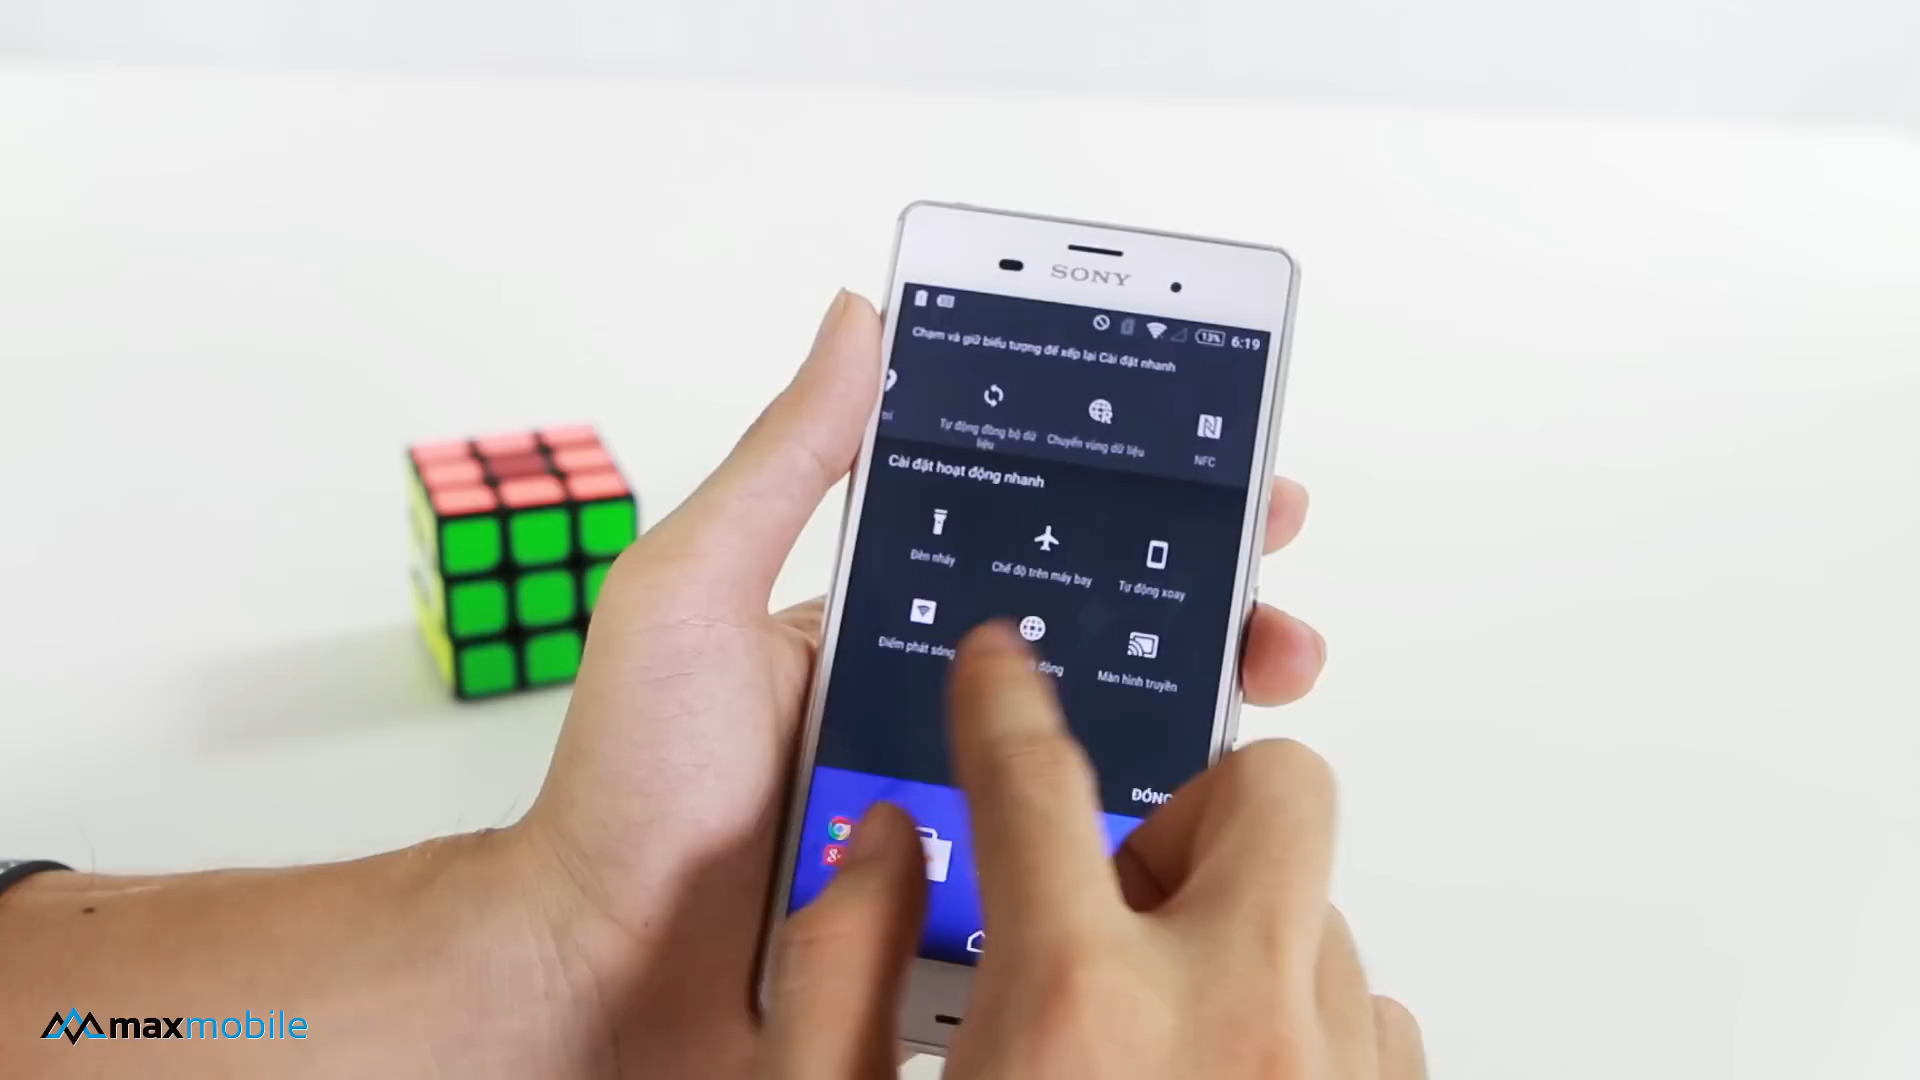 SONY
13% 6:19
Chạm và giữ biểu tượng để xếp lại Cài đặt nhanh
Tự động đồng bộ dữ
liệu
Chuyển vùng dữ liệu
NFC
Cài đặt hoạt động nhanh
Đèn nháy
Chế độ trên máy bay
Tự động xoay
Điểm phát sóng
động
Màn hình truyền
ĐÓNG
maxmobile